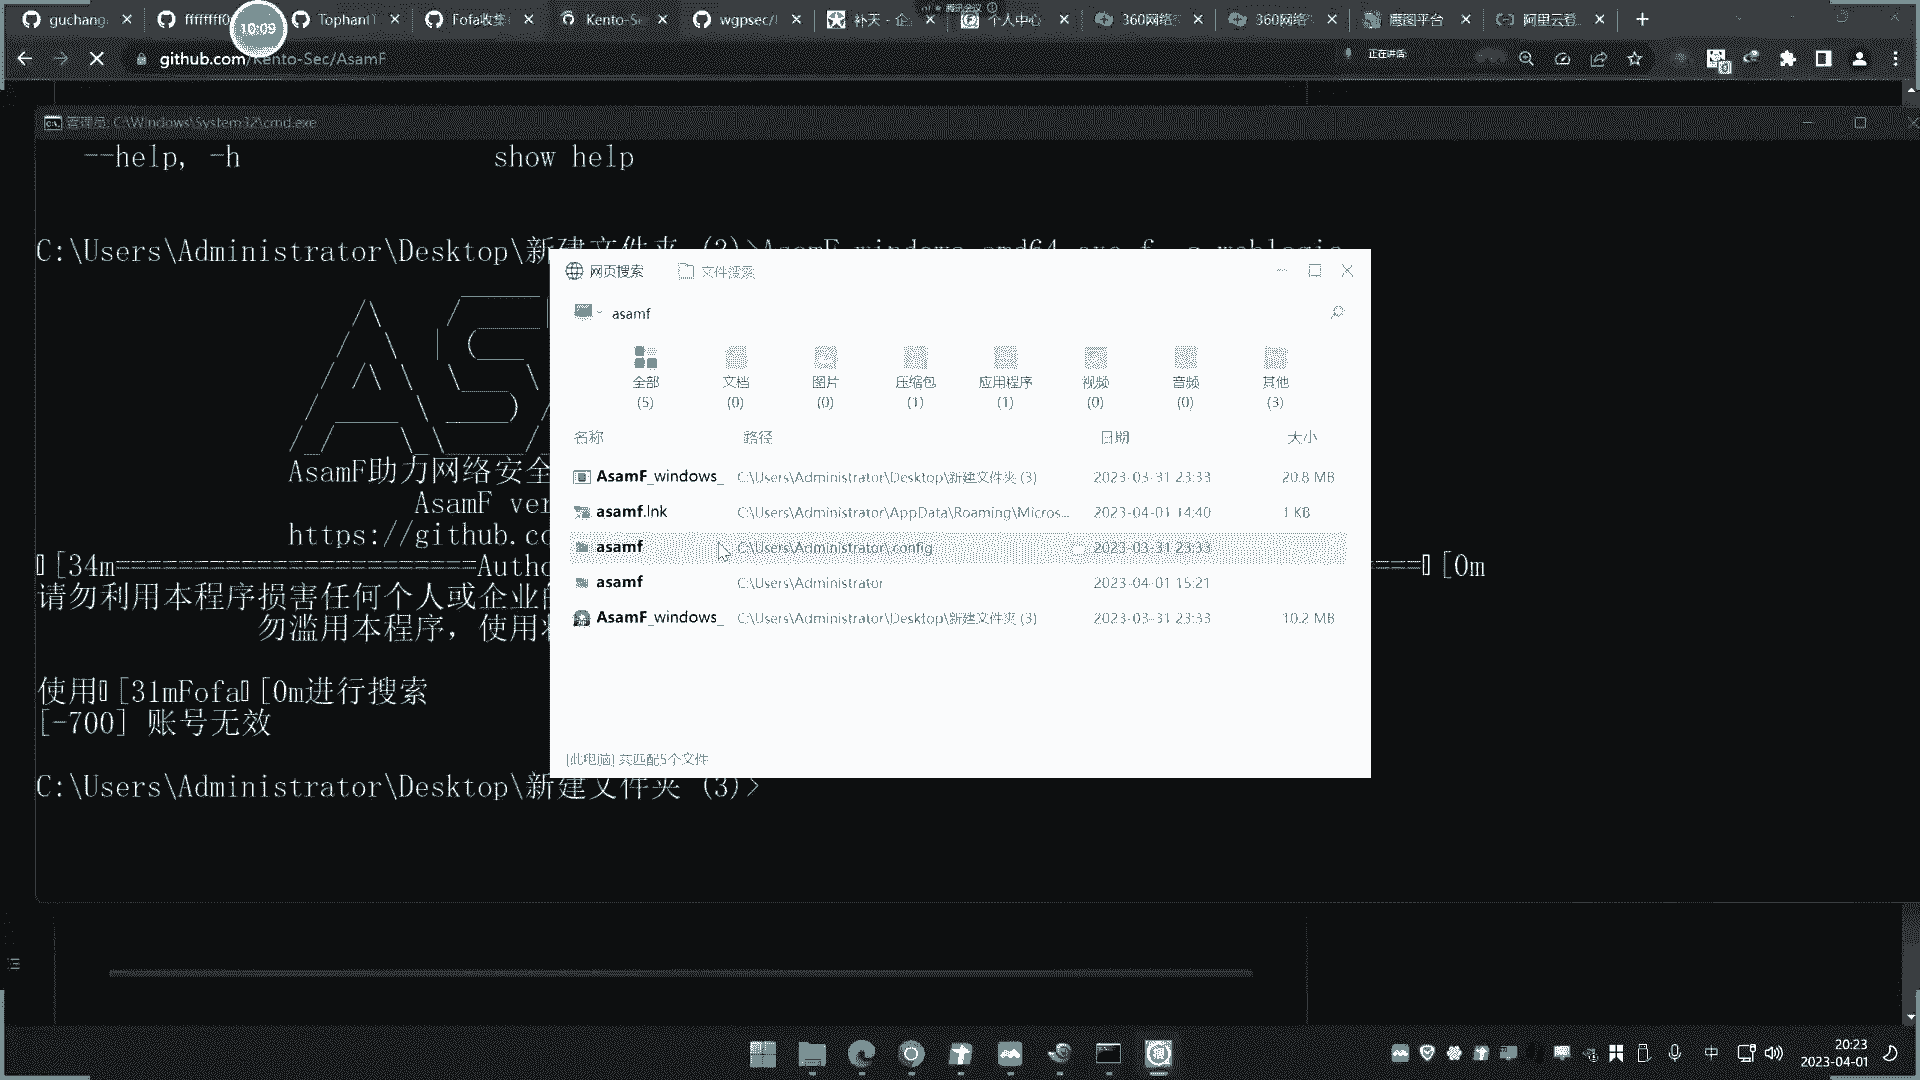 guchang
ffffffff0
Tophant
Fofa收集
Kento-Se
wgpsec/
补天 - 企
个人中心
360网络
360网络
鹰图平台
阿里云登
10:09
github.com/Kento-Sec/AsamF
正在讲话:
管理员: C:\Windows\System32\cmd.exe
--help, -h show help
C:\Users\Administrator\Desktop\新建文件夹 (3)>AsamF_windows_amd64.exe f -q weblogic
AsamF助力网络安全
AsamF ver
https://github.co
[34m=======================Autho
====[0m
请勿利用本程序损害任何个人或企业的
勿滥用本程序，使用
使用[31mFofa[0m进行搜索
[-700] 账号无效
C:\Users\Administrator\Desktop\新建文件夹 (3)>
网页搜索 文件搜索
asamf
全部 文档 图片 压缩包 应用程序 视频 音频 其他
(5) (0) (0) (1) (1) (0) (0) (3)
名称 路径 日期 大小
AsamF_windows_ C:\Users\Administrator\Desktop\新建文件夹 (3) 2023-03-31 23:33 20.8 MB
asamf.lnk C:\Users\Administrator\AppData\Roaming\Micros... 2023-04-01 14:40 1 KB
asamf C:\Users\Administrator\.config 2023-03-31 23:33
asamf C:\Users\Administrator 2023-04-01 15:21
AsamF_windows_ C:\Users\Administrator\Desktop\新建文件夹 (3) 2023-03-31 23:33 10.2 MB
[此电脑] 共匹配5个文件
中
20:23
2023-04-01